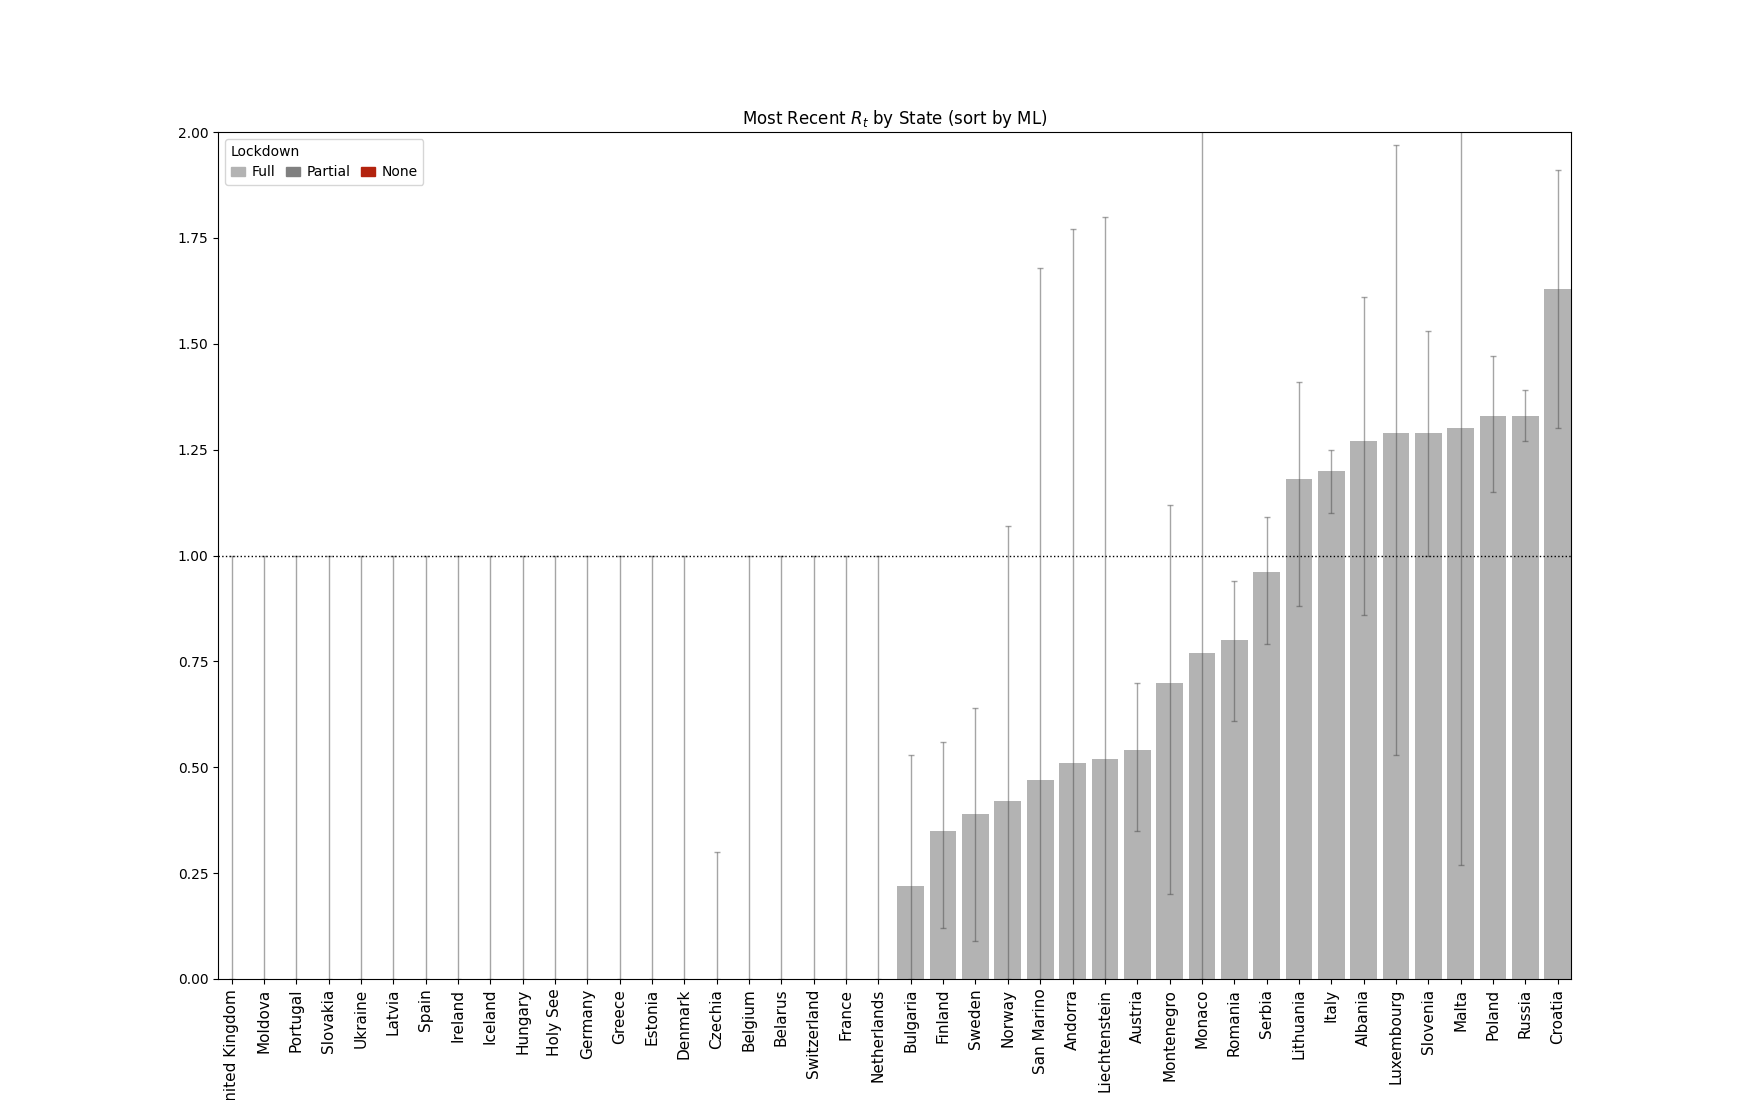 Most Recent Rt by State (sort by ML)
Lockdown
Full Partial None
2.00
1.75
1.50
1.25
1.00
0.75
0.50
0.25
0.00
nited Kingdom
Moldova
Portugal
Slovakia
Ukraine
Latvia
Spain
Ireland
Iceland
Hungary
Holy See
Germany
Greece
Estonia
Denmark
Czechia
Belgium
Belarus
Switzerland
France
Netherlands
Bulgaria
Finland
Sweden
Norway
San Marino
Andorra
Liechtenstein
Austria
Montenegro
Monaco
Romania
Serbia
Lithuania
Italy
Albania
Luxembourg
Slovenia
Malta
Poland
Russia
Croatia